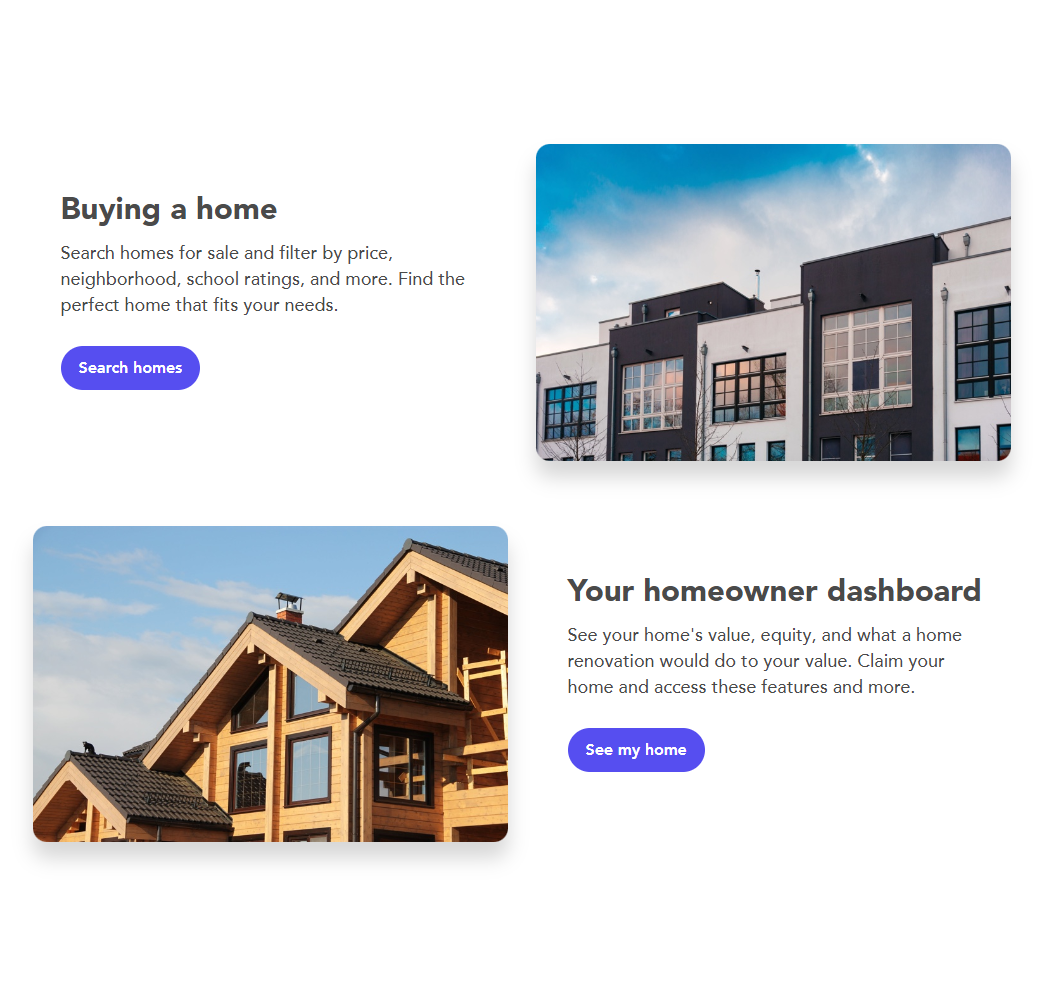 Buying a home
Search homes for sale and filter by price,
neighborhood, school ratings, and more. Find the
perfect home that fits your needs.
Search homes
Your homeowner dashboard
See your home's value, equity, and what a home
renovation would do to your value. Claim your
home and access these features and more.
See my home